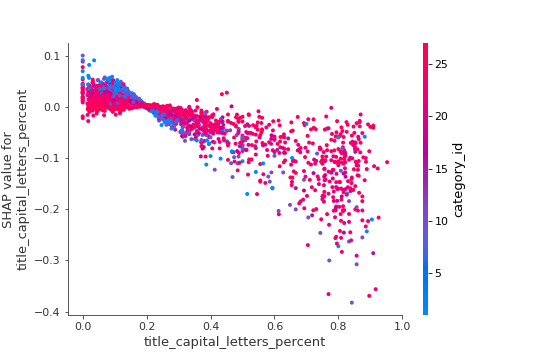 SHAP value for
title_capital_letters_percent
0.1
0.0
−0.1
−0.2
−0.3
−0.4
0.0 0.2 0.4 0.6 0.8 1.0
title_capital_letters_percent
25
20
15
10
5
category_id